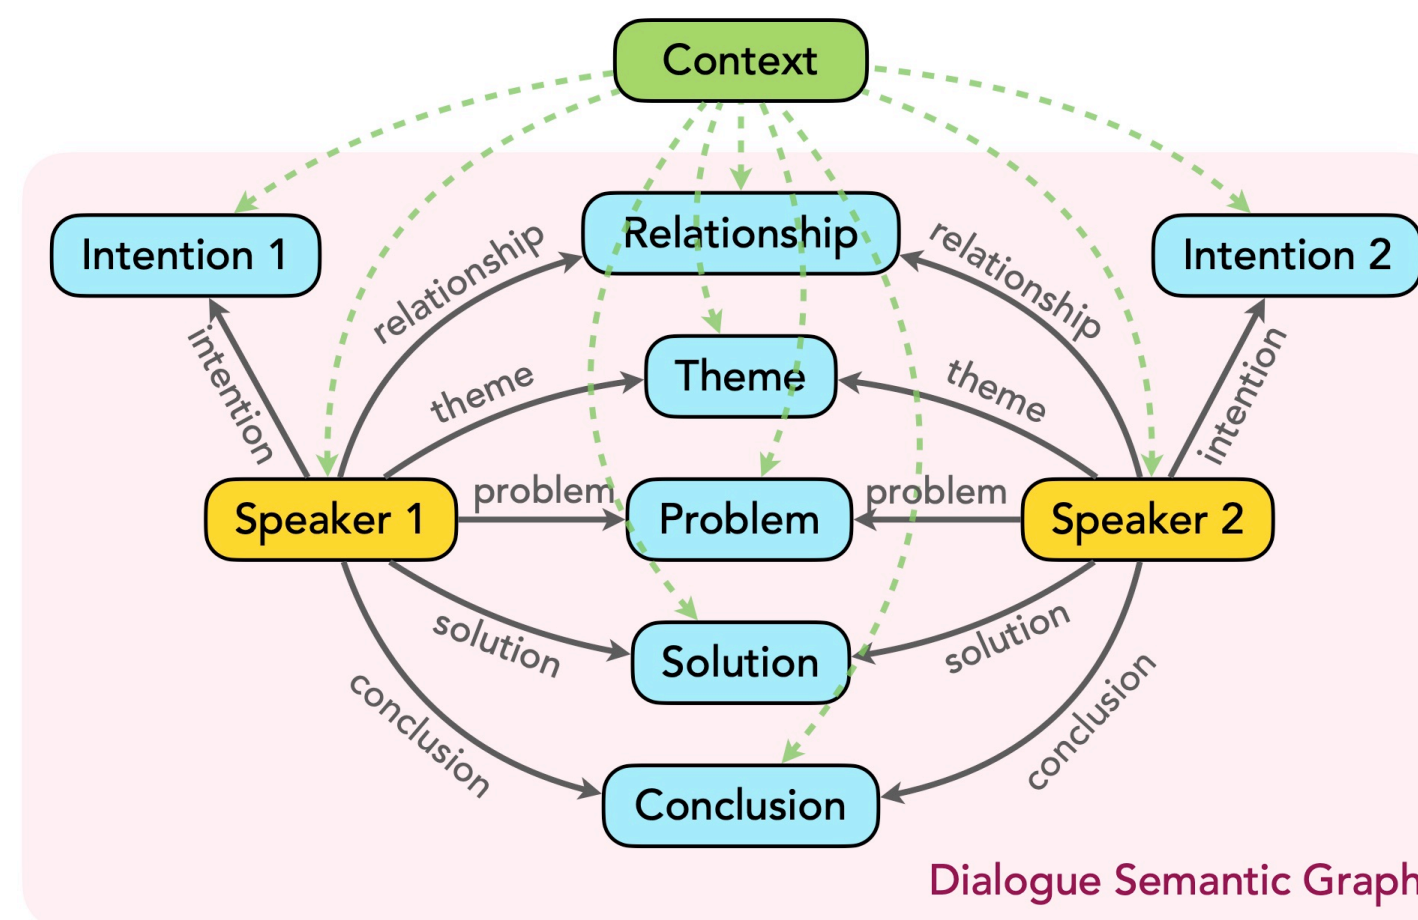 Context
Intention 1
Relationship
Intention 2
relationship
relationship
intention
intention
Theme
theme
theme
Speaker 1
problem
Problem
problem
Speaker 2
solution
Solution
solution
conclusion
Conclusion
conclusion
Dialogue Semantic Graph